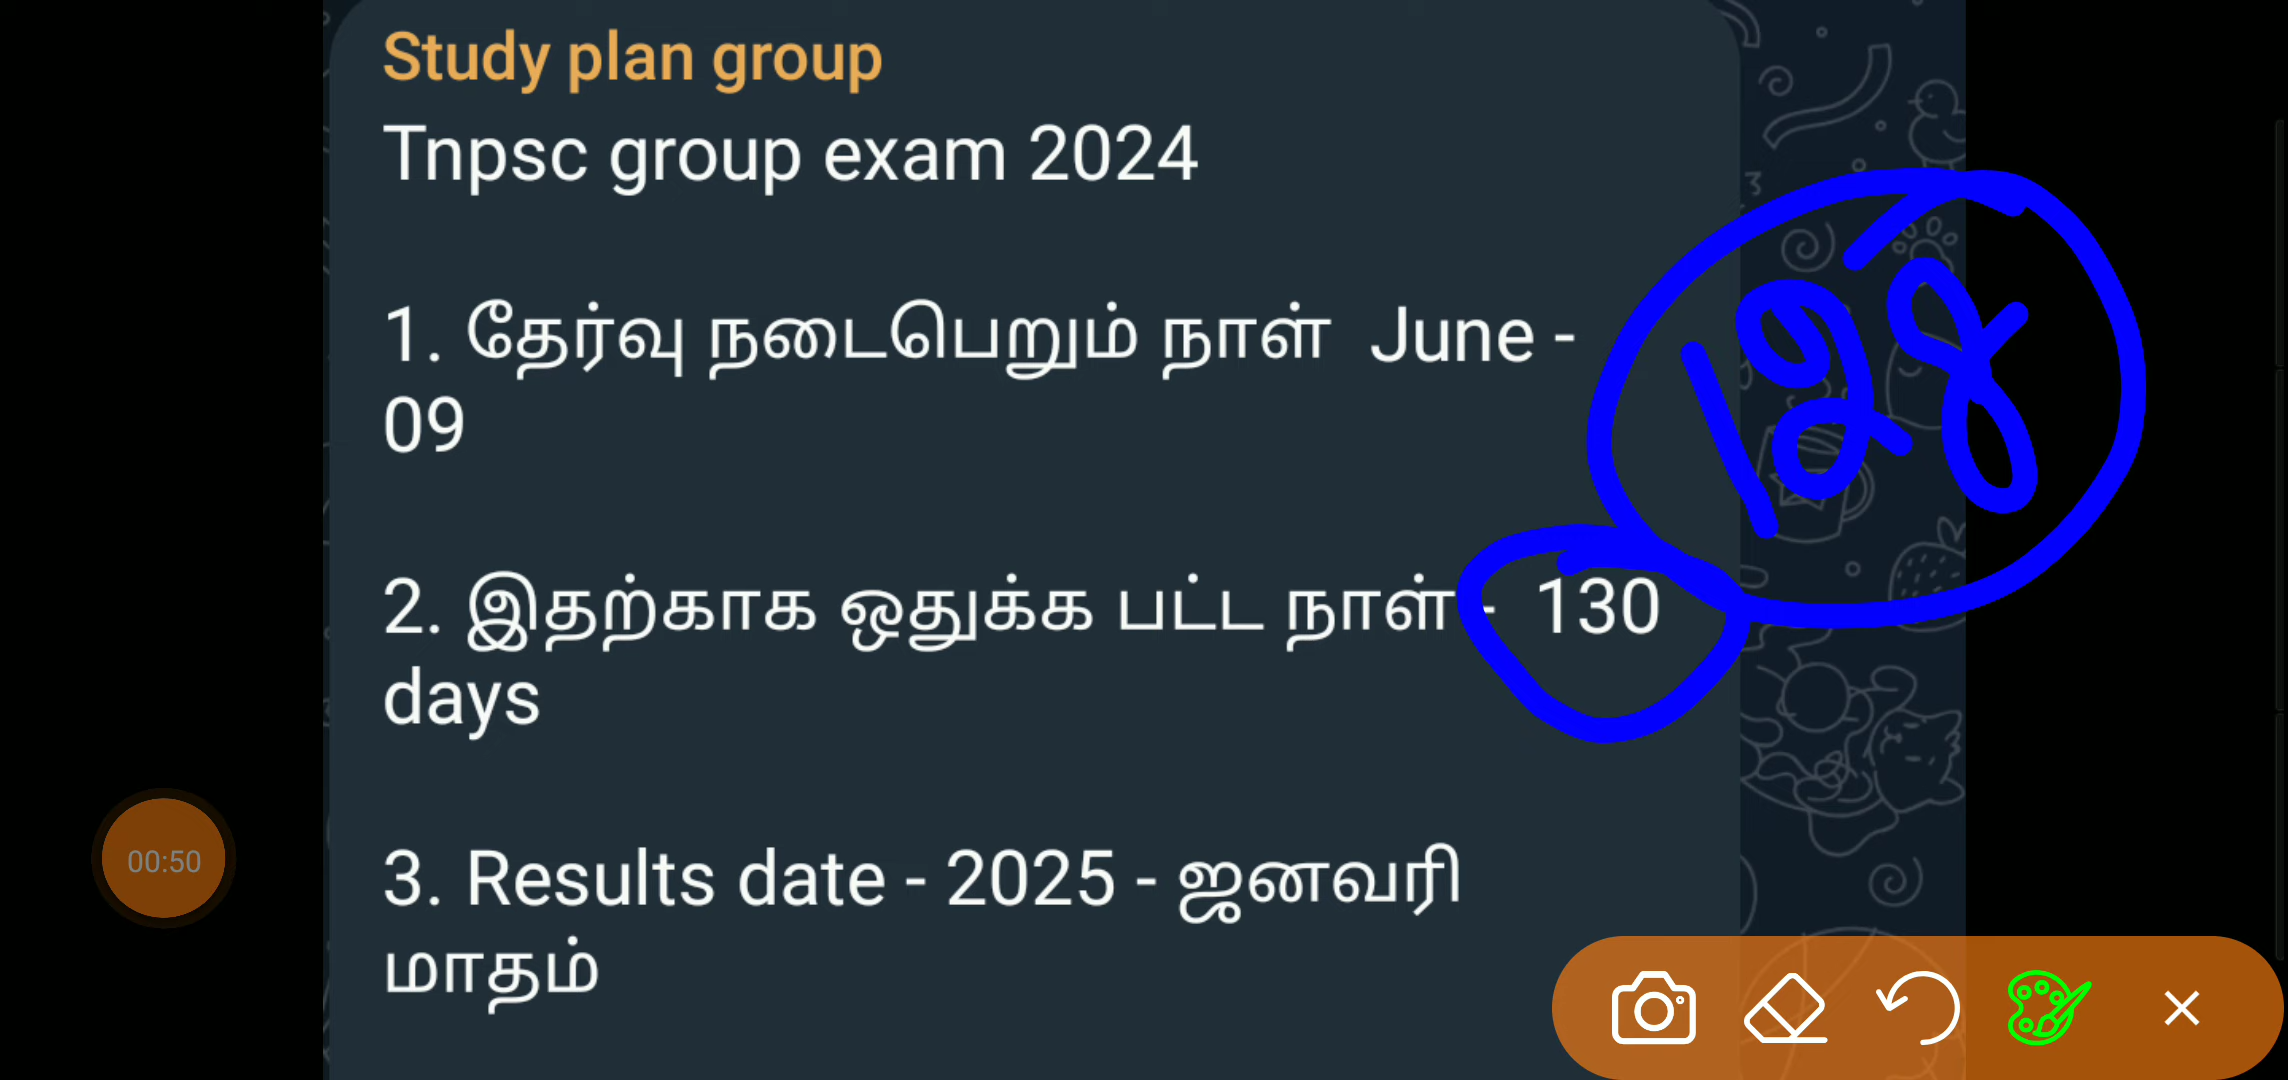 Study plan group
Tnpsc group exam 2024
1. தேர்வு நடைபெறும் நாள் June -
09
128
2. இதற்காக ஒதுக்க பட்ட நாள் - 130
days
3. Results date - 2025 - ஜனவரி
மாதம்
00:50